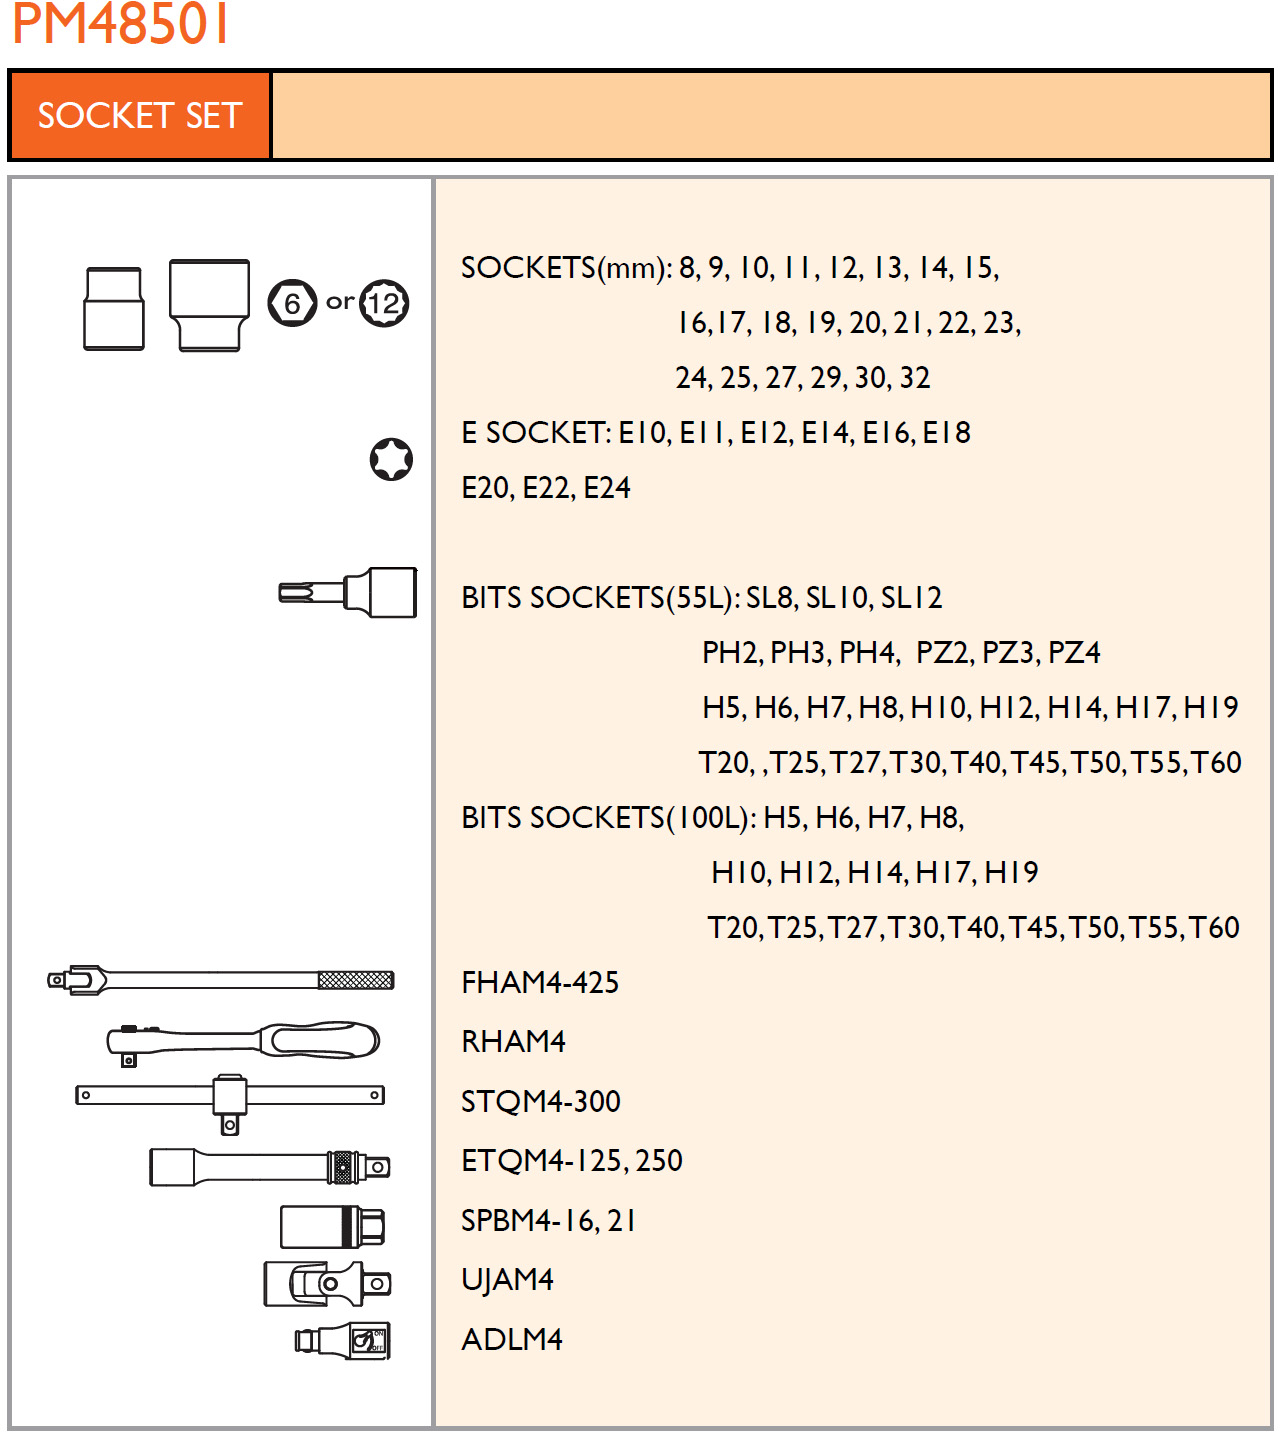 PM48501
SOCKET SET
SOCKETS(mm): 8, 9, 10, 11, 12, 13, 14, 15,
6 or 12
16,17, 18, 19, 20, 21, 22, 23,
24, 25, 27, 29, 30, 32
E SOCKET: E10, E11, E12, E14, E16, E18
E20, E22, E24
BITS SOCKETS(55L): SL8, SL10, SL12
PH2, PH3, PH4, PZ2, PZ3, PZ4
H5, H6, H7, H8, H10, H12, H14, H17, H19
T20, ,T25, T27, T30, T40, T45, T50, T55, T60
BITS SOCKETS(100L): H5, H6, H7, H8,
H10, H12, H14, H17, H19
T20, T25, T27, T30, T40, T45, T50, T55, T60
FHAM4-425
RHAM4
STQM4-300
ETQM4-125, 250
SPBM4-16, 21
UJAM4
ADLM4
ON
OFF